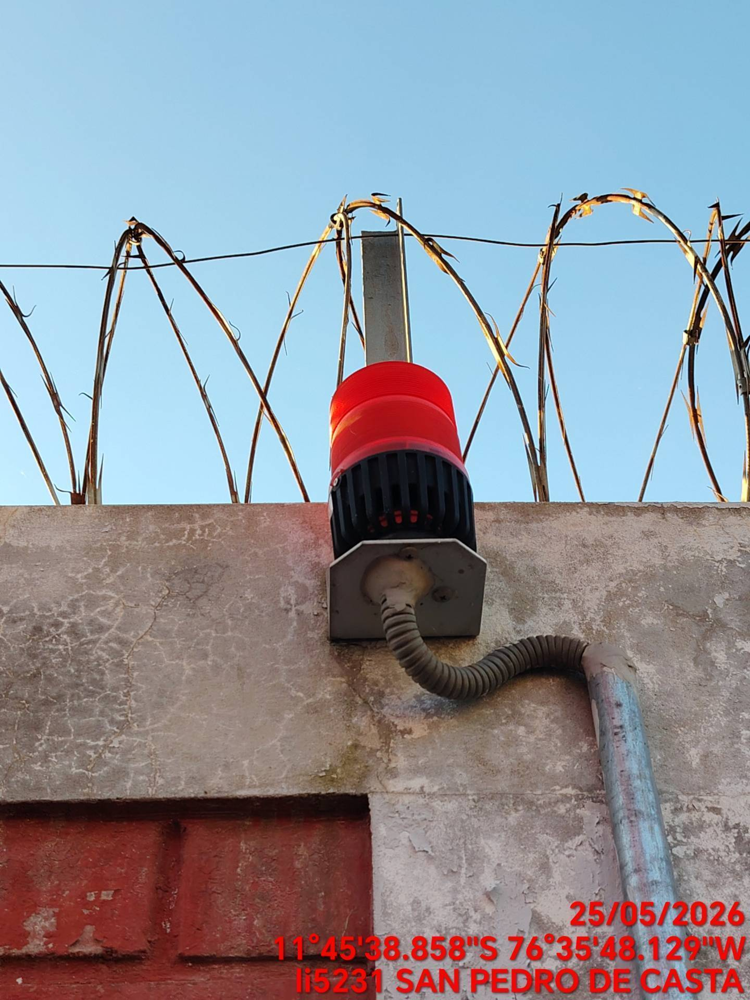 25/05/2026
11°45'38.858"S 76°35'48.129"W
li5231 SAN PEDRO DE CASTA